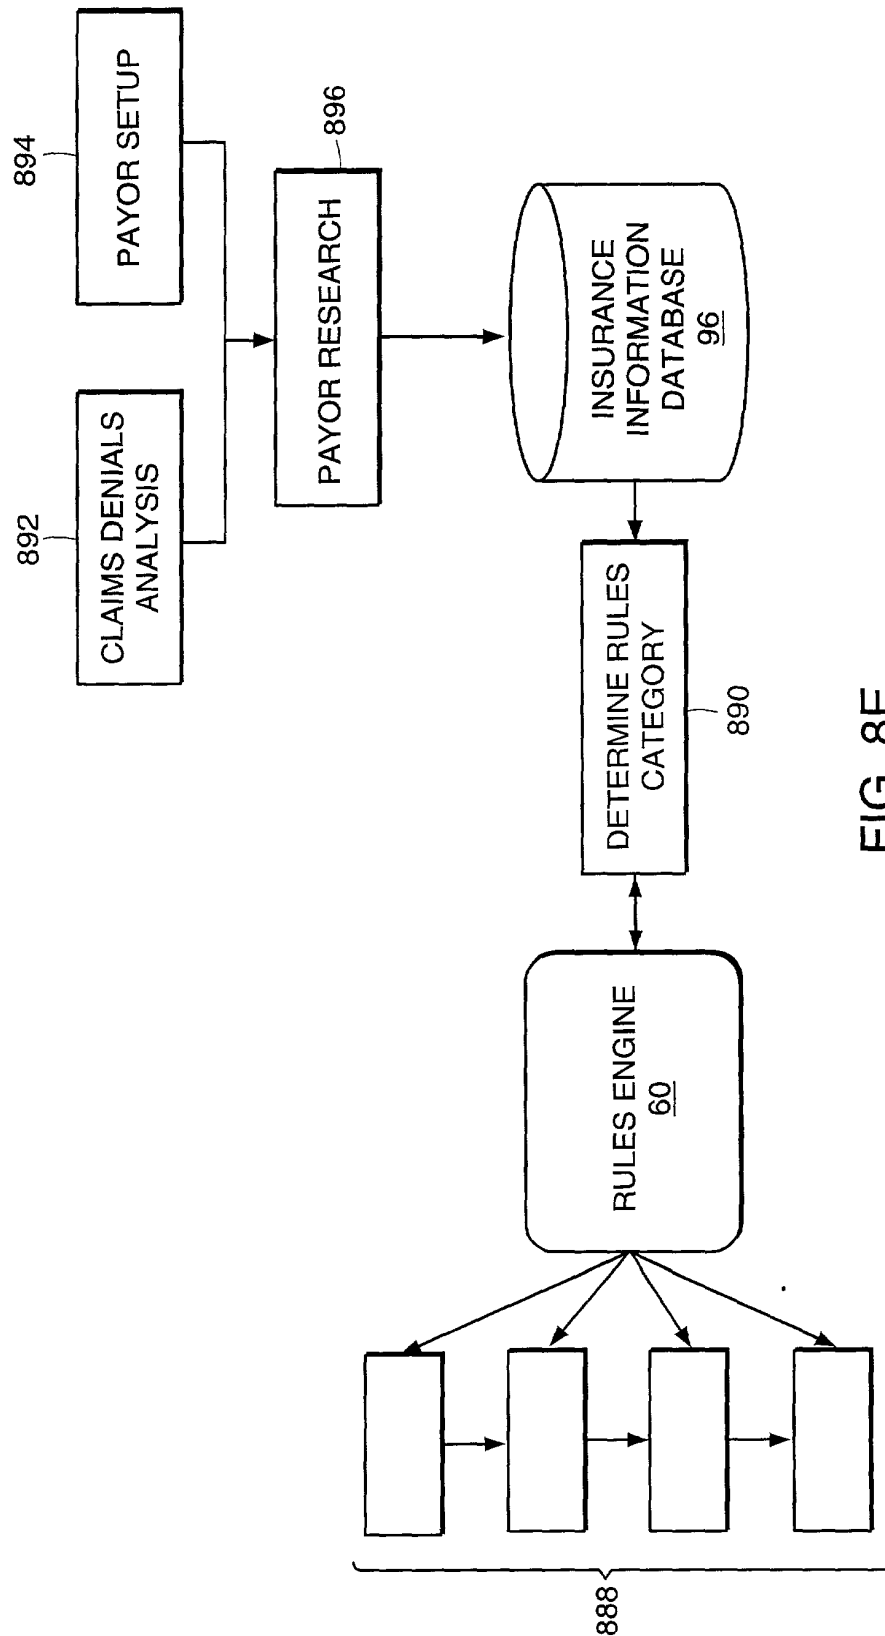 892
894
CLAIMS DENIALS
ANALYSIS
PAYOR SETUP
PAYOR RESEARCH
896
888
RULES ENGINE
60
DETERMINE RULES
CATEGORY
890
INSURANCE
INFORMATION
DATABASE
96
FIG